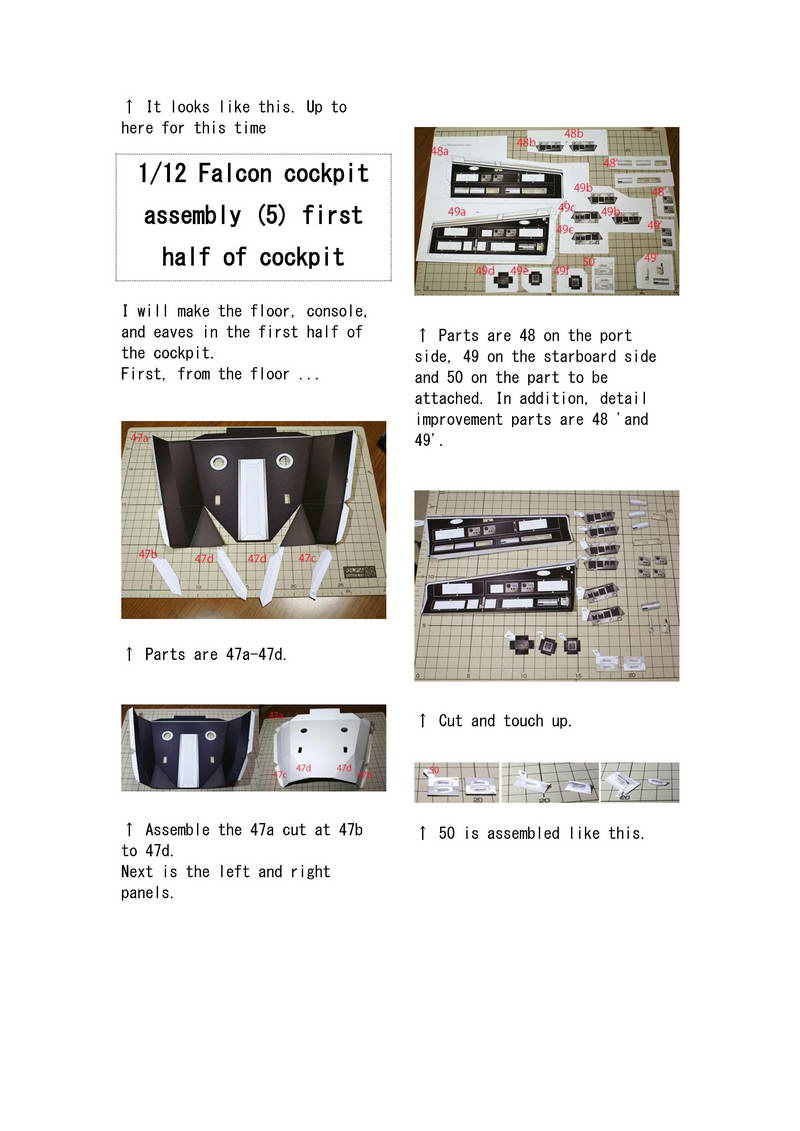 ↑ It looks like this. Up to
here for this time
1/12 Falcon cockpit
assembly (5) first
half of cockpit
I will make the floor, console,
and eaves in the first half of
the cockpit.
First, from the floor ...
47a
47b 47d 47d 47c
↑ Parts are 47a-47d.
47d 47d
47c
↑ Assemble the 47a cut at 47b
to 47d.
Next is the left and right
panels.
48b
48b
48a
48'
49b
48'
49a
49c
49b
49'
49c
50
49'
49d 49e 49f
↑ Parts are 48 on the port
side, 49 on the starboard side
and 50 on the part to be
attached. In addition, detail
improvement parts are 48 'and
49'.
0 5 10 15 20
↑ Cut and touch up.
50
20 20 20
↑ 50 is assembled like this.